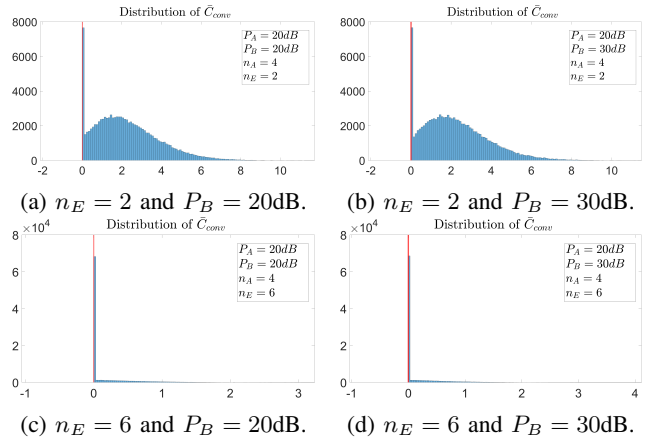 Distribution of C̄conv
8000
6000
4000
2000
0
-2 0 2 4 6 8 10
PA = 20dB
PB = 20dB
nA = 4
nE = 2
(a) nE = 2 and PB = 20dB.
Distribution of C̄conv
8000
6000
4000
2000
0
-2 0 2 4 6 8 10
PA = 20dB
PB = 30dB
nA = 4
nE = 2
(b) nE = 2 and PB = 30dB.
Distribution of C̄conv
×10⁴
8
6
4
2
0
-1 0 1 2 3
PA = 20dB
PB = 20dB
nA = 4
nE = 6
(c) nE = 6 and PB = 20dB.
Distribution of C̄conv
×10⁴
8
6
4
2
0
-1 0 1 2 3 4
PA = 20dB
PB = 30dB
nA = 4
nE = 6
(d) nE = 6 and PB = 30dB.